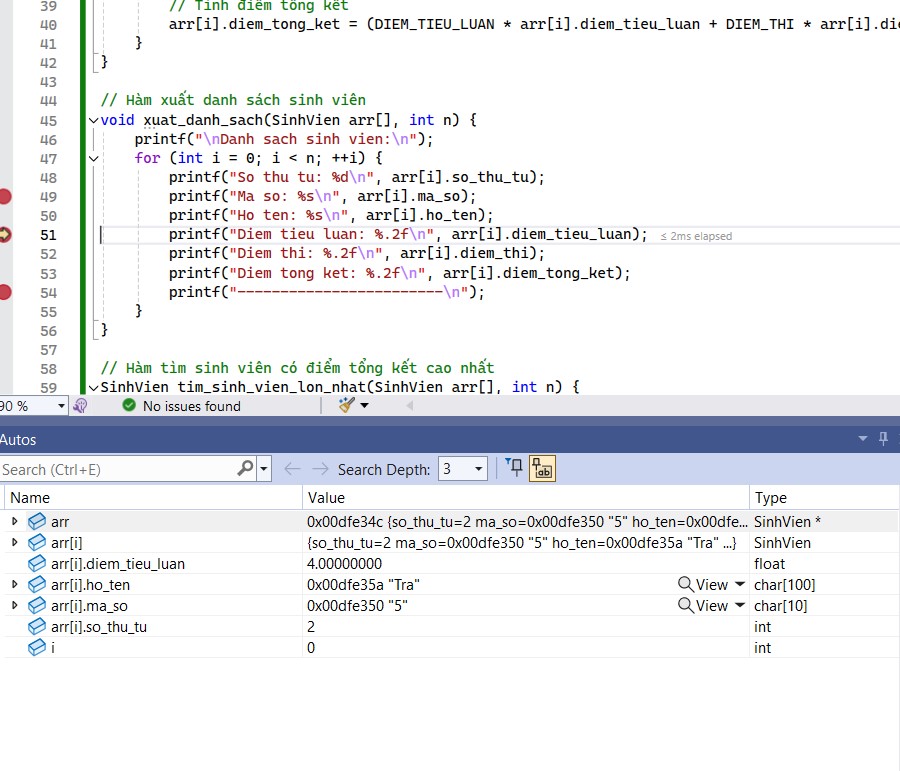 39 // Tính điểm tổng kết
40 arr[i].diem_tong_ket = (DIEM_TIEU_LUAN * arr[i].diem_tieu_luan + DIEM_THI * arr[i].die
41 }
42 }
43
44 // Hàm xuất danh sách sinh viên
45 void xuat_danh_sach(SinhVien arr[], int n) {
46 printf("\nDanh sach sinh vien:\n");
47 for (int i = 0; i < n; ++i) {
48 printf("So thu tu: %d\n", arr[i].so_thu_tu);
49 printf("Ma so: %s\n", arr[i].ma_so);
50 printf("Ho ten: %s\n", arr[i].ho_ten);
51 printf("Diem tieu luan: %.2f\n", arr[i].diem_tieu_luan); ≤ 2ms elapsed
52 printf("Diem thi: %.2f\n", arr[i].diem_thi);
53 printf("Diem tong ket: %.2f\n", arr[i].diem_tong_ket);
54 printf("------------------------\n");
55 }
56 }
57
58 // Hàm tìm sinh viên có điểm tổng kết cao nhất
59 SinhVien tim_sinh_vien_lon_nhat(SinhVien arr[], int n) {
90 % No issues found
Autos
Search (Ctrl+E) Search Depth: 3
Name Value Type
arr 0x00dfe34c {so_thu_tu=2 ma_so=0x00dfe350 "5" ho_ten=0x00dfe... SinhVien *
arr[i] {so_thu_tu=2 ma_so=0x00dfe350 "5" ho_ten=0x00dfe35a "Tra" ...} SinhVien
arr[i].diem_tieu_luan 4.00000000 float
arr[i].ho_ten 0x00dfe35a "Tra" View char[100]
arr[i].ma_so 0x00dfe350 "5" View char[10]
arr[i].so_thu_tu 2 int
i 0 int